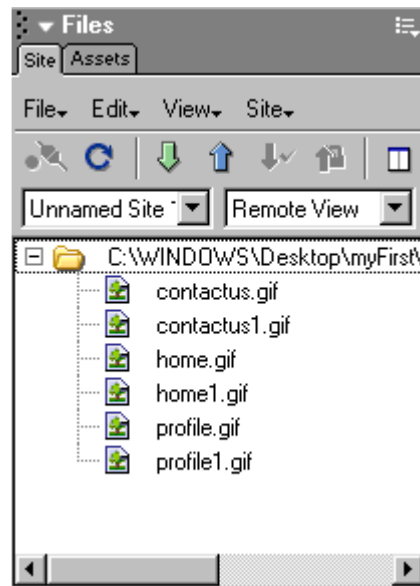 Files
Site Assets
File Edit View Site
Unnamed Site Remote View
C:\WINDOWS\Desktop\myFirst\
contactus.gif
contactus1.gif
home.gif
home1.gif
profile.gif
profile1.gif